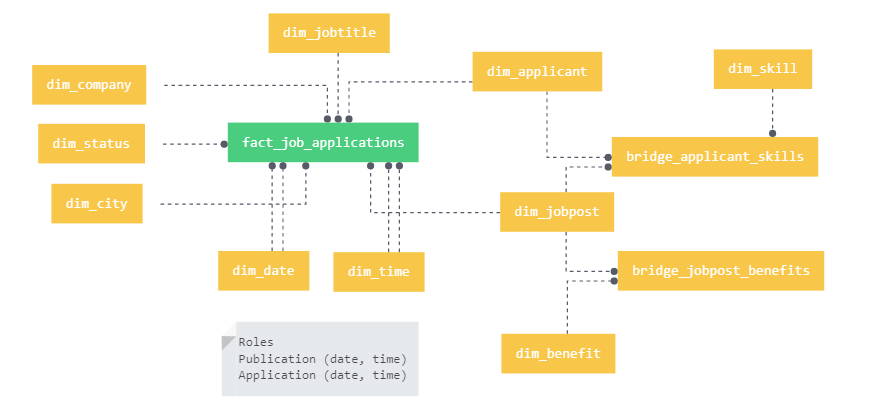 dim_jobtitle
dim_applicant
dim_skill
dim_company
fact_job_applications
dim_status
bridge_applicant_skills
dim_city
dim_jobpost
dim_date
dim_time
bridge_jobpost_benefits
Roles
Publication (date, time)
Application (date, time)
dim_benefit